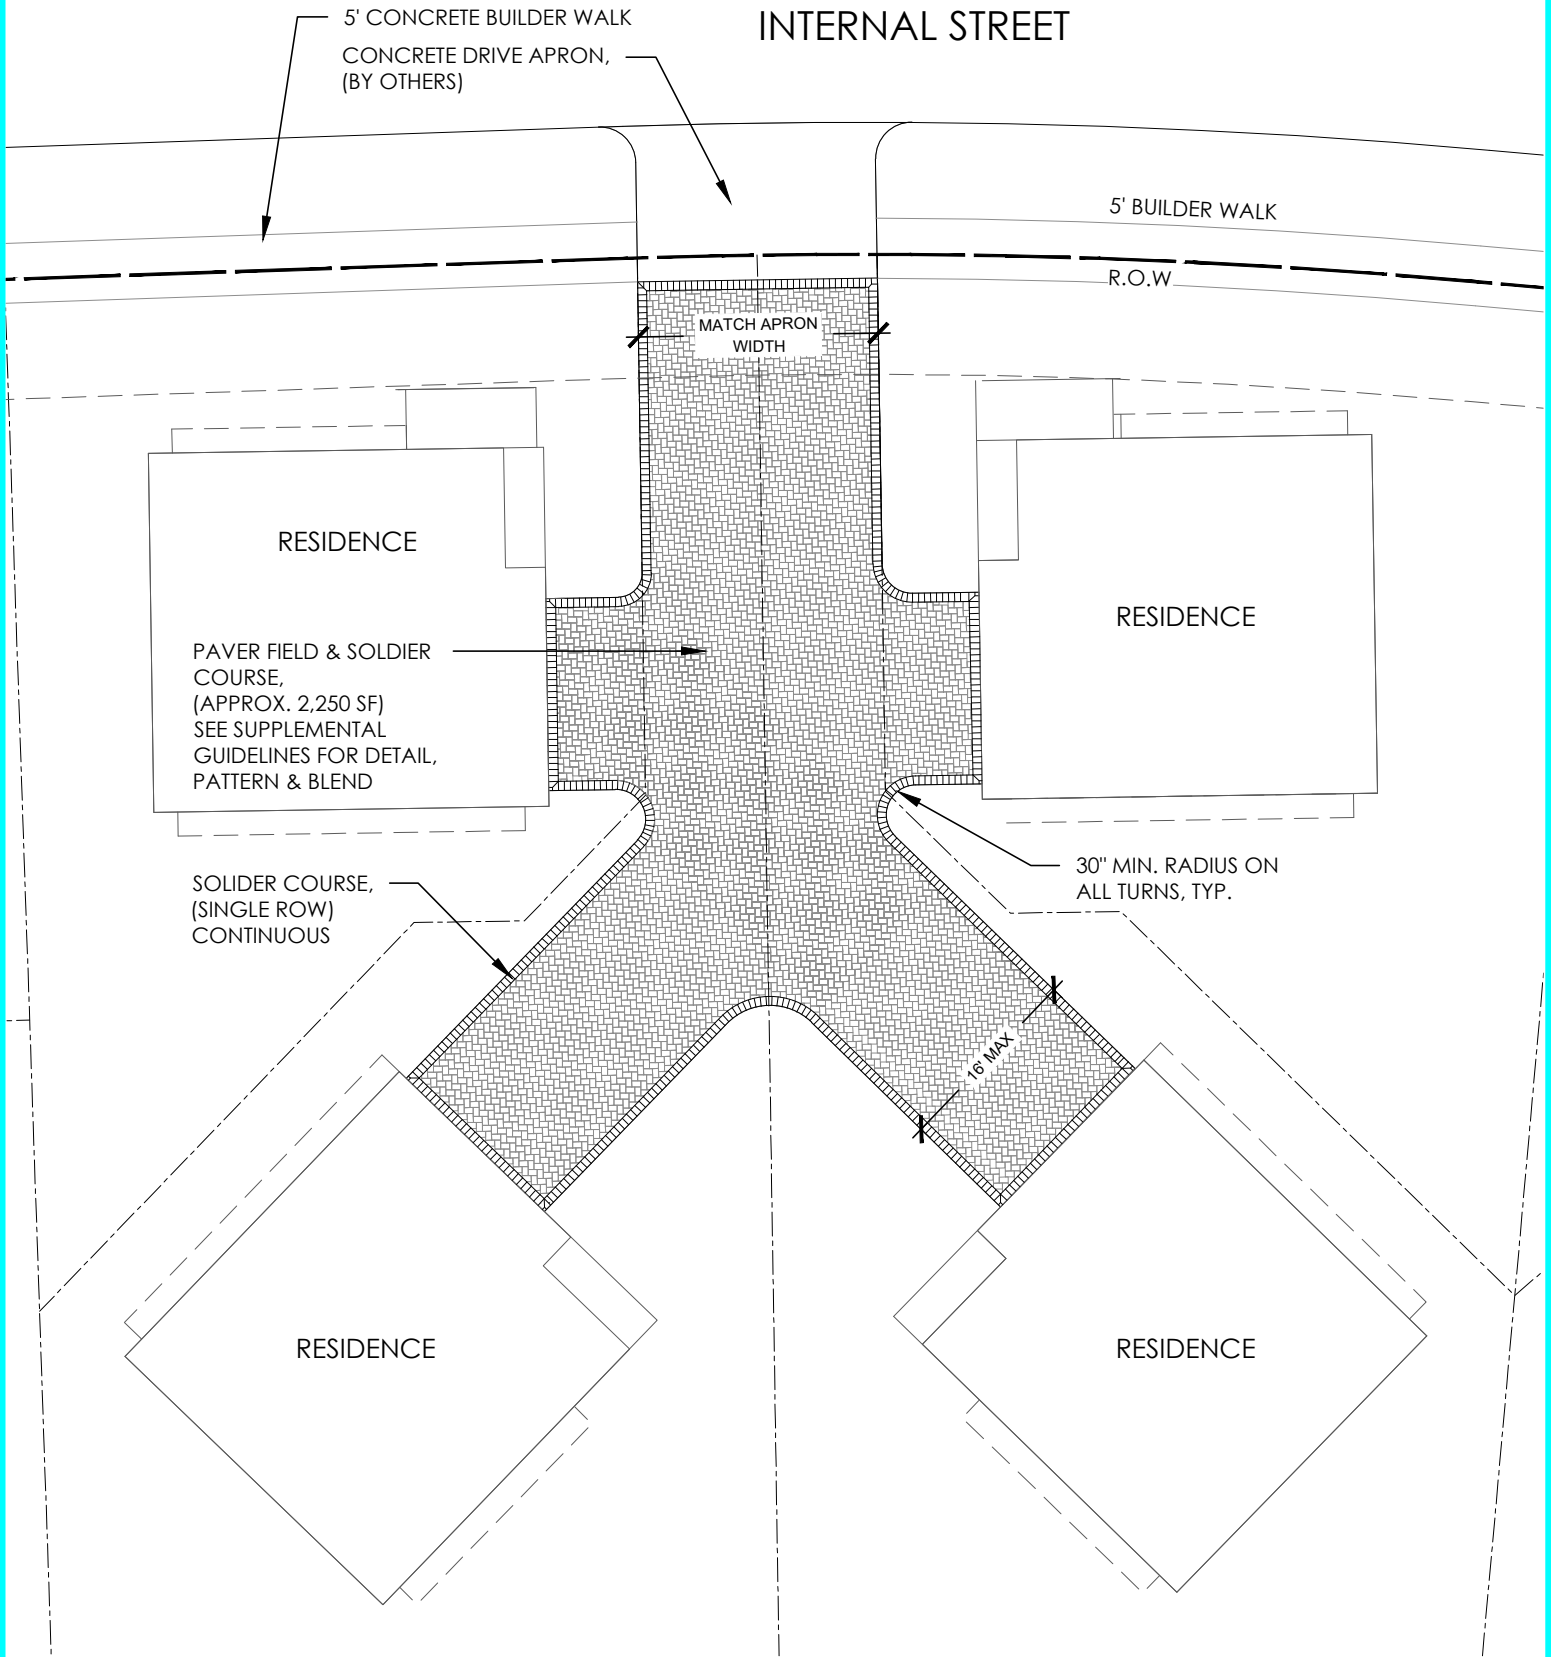 INTERNAL STREET
5' CONCRETE BUILDER WALK
CONCRETE DRIVE APRON,
(BY OTHERS)
5' BUILDER WALK
R.O.W
MATCH APRON
WIDTH
RESIDENCE
RESIDENCE
PAVER FIELD & SOLDIER
COURSE,
(APPROX. 2,250 SF)
SEE SUPPLEMENTAL
GUIDELINES FOR DETAIL,
PATTERN & BLEND
30" MIN. RADIUS ON
ALL TURNS, TYP.
SOLIDER COURSE,
(SINGLE ROW)
CONTINUOUS
16' MAX
RESIDENCE
RESIDENCE